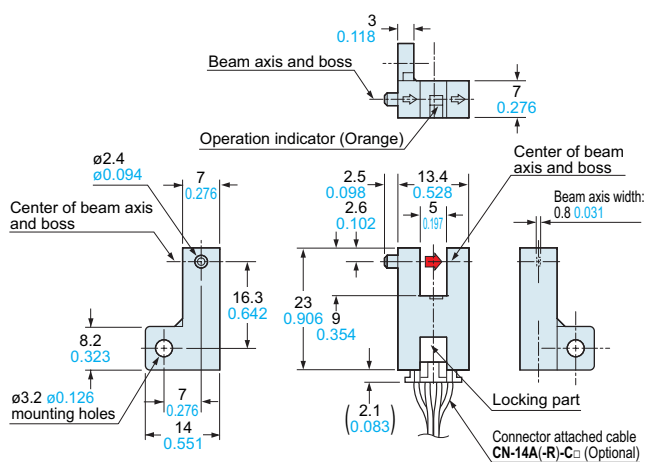 3
0.118
Beam axis and boss
7
0.276
Operation indicator (Orange)
ø2.4
ø0.094
7
0.276
2.5
0.098
13.4
0.528
Center of beam
axis and boss
2.6
0.102
5
0.197
Beam axis width:
0.8 0.031
Center of beam axis
and boss
16.3
0.642
23
0.906
9
0.354
8.2
0.323
ø3.2 ø0.126
mounting holes
7
0.276
14
0.551
(2.1
0.083)
Locking part
Connector attached cable
CN-14A(-R)-C□ (Optional)